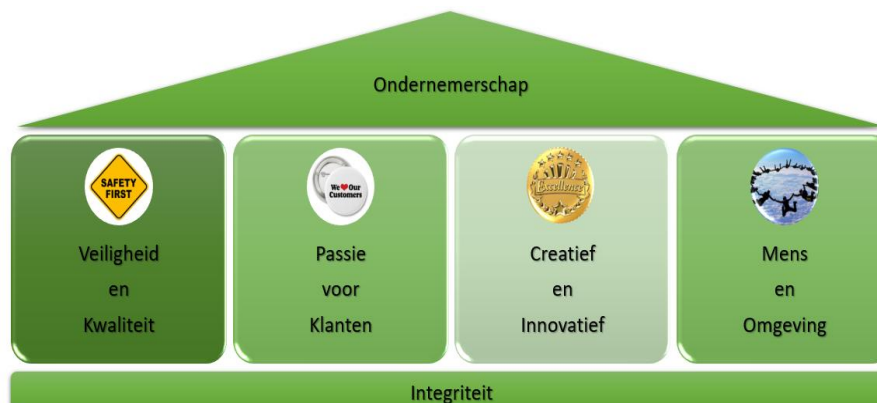 Ondernemerschap
SAFETY
FIRST
Veiligheid
en
Kwaliteit
We❤Our
Customers
Passie
voor
Klanten
Excellence
Creatief
en
Innovatief
Mens
en
Omgeving
Integriteit